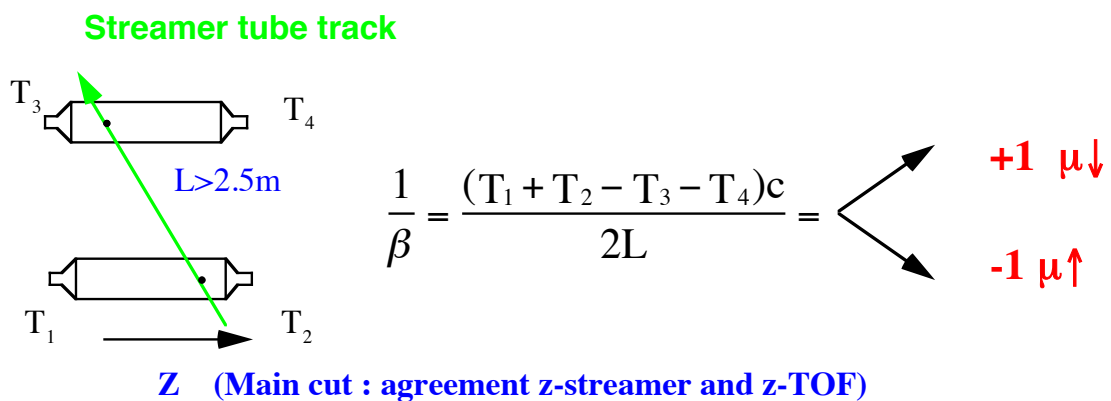 Streamer tube track
T₃ T₄
L>2.5m
1/β = (T₁ + T₂ − T₃ − T₄)c / 2L =
+1 μ↓
-1 μ↑
T₁ T₂
Z (Main cut : agreement z-streamer and z-TOF)